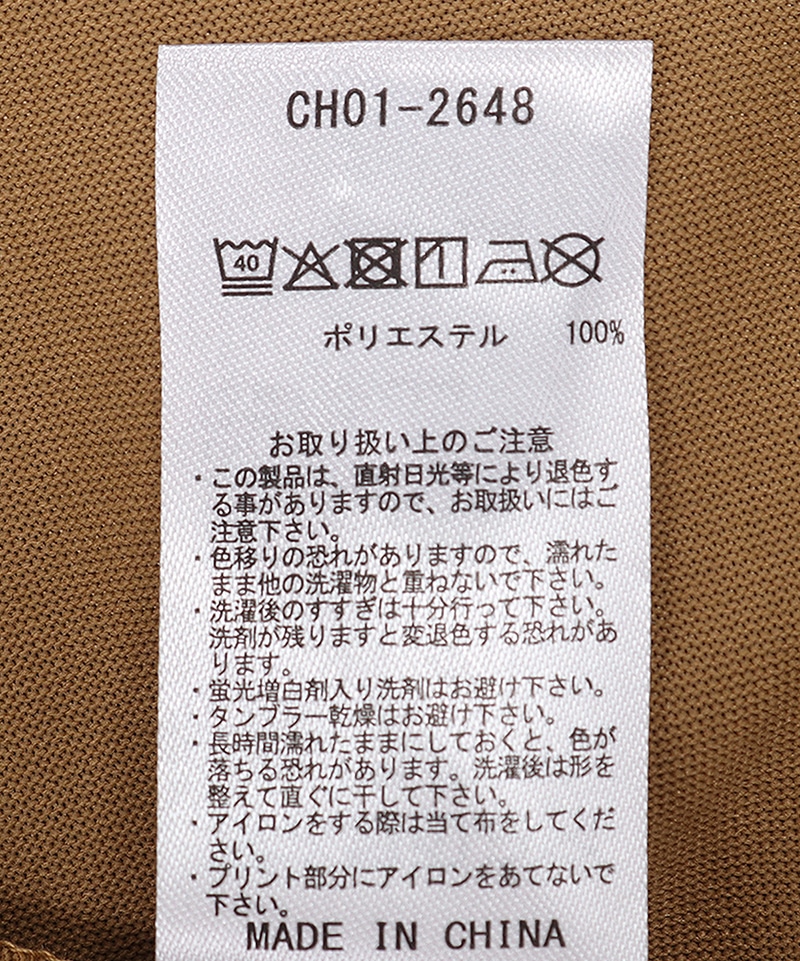 CH01-2648
40
ポリエステル 100%
お取り扱い上のご注意
・この製品は、直射日光等により退色す
る事がありますので、お取扱いにはご
注意下さい。
・色移りの恐れがありますので、濡れた
まま他の洗濯物と重ねないで下さい。
・洗濯後のすすぎは十分行って下さい。
洗剤が残りますと変退色する恐れがあ
ります。
・蛍光増白剤入り洗剤はお避け下さい。
・タンブラー乾燥はお避け下さい。
・長時間濡れたままにしておくと、色が
落ちる恐れがあります。洗濯後は形を
整えて直ぐに干して下さい。
・アイロンをする際は当て布をしてくだ
さい。
・プリント部分にアイロンをあてないで
下さい。
MADE IN CHINA